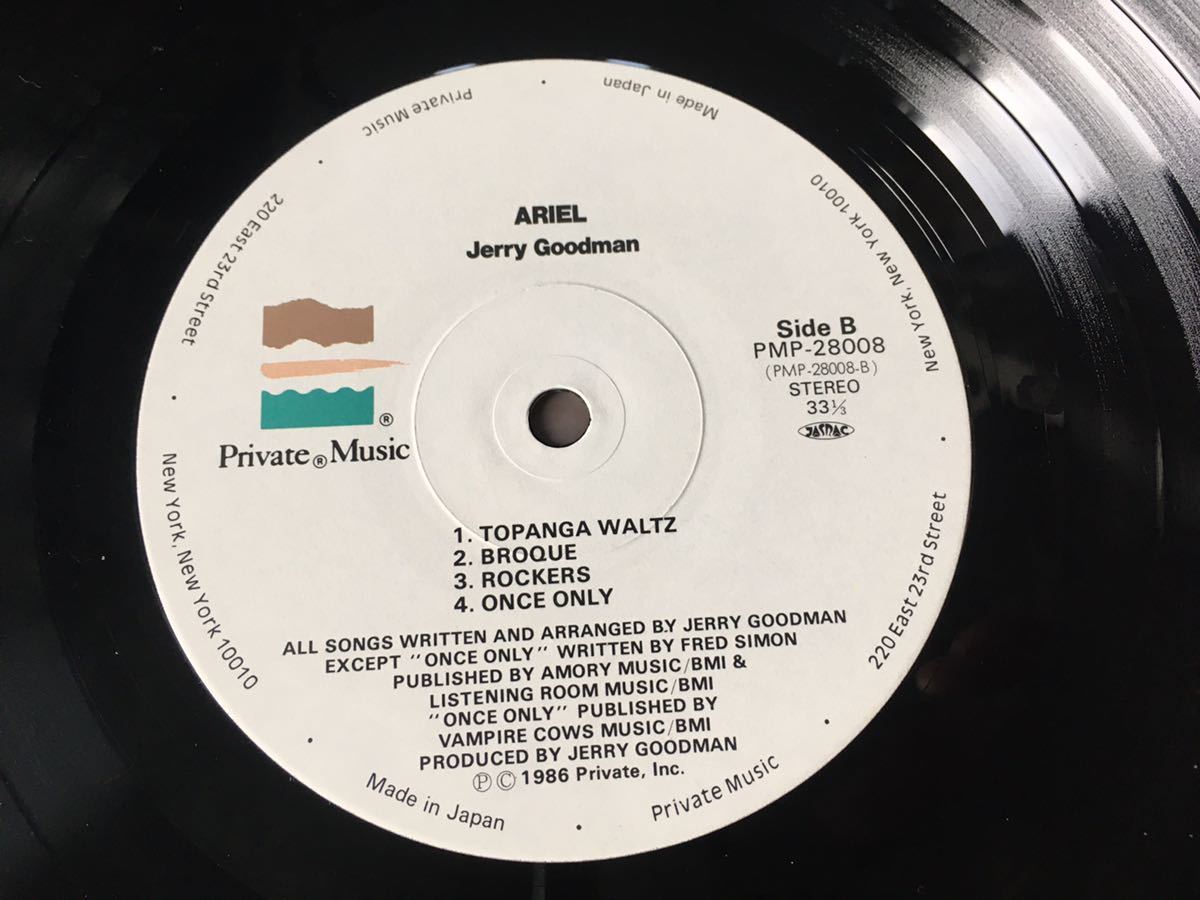 Private Music
Made in Japan
220 East 23rd Street
New York, New York 10010
ARIEL
Jerry Goodman
®
Private® Music
Side B
PMP-28008
(PMP-28008-B)
STEREO
33⅓
JASRAC
1. TOPANGA WALTZ
2. BROQUE
3. ROCKERS
4. ONCE ONLY
ALL SONGS WRITTEN AND ARRANGED BY JERRY GOODMAN
EXCEPT "ONCE ONLY" WRITTEN BY FRED SIMON
PUBLISHED BY AMORY MUSIC/BMI &
LISTENING ROOM MUSIC/BMI
"ONCE ONLY" PUBLISHED BY
VAMPIRE COWS MUSIC/BMI
PRODUCED BY JERRY GOODMAN
Ⓟ © 1986 Private, Inc.
New York, New York 10010
Made in Japan
Private Music
220 East 23rd Street